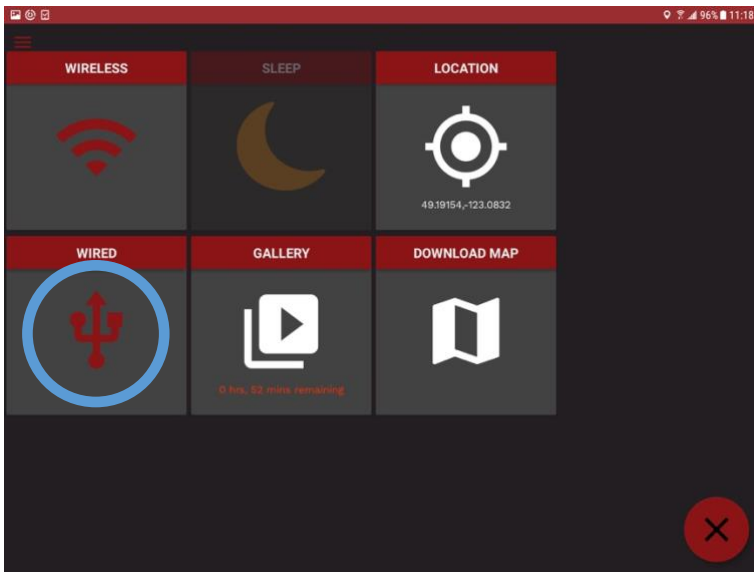 96% 11:18
WIRELESS
SLEEP
LOCATION
49.19154,-123.0832
WIRED
GALLERY
DOWNLOAD MAP
0 hrs, 52 mins remaining